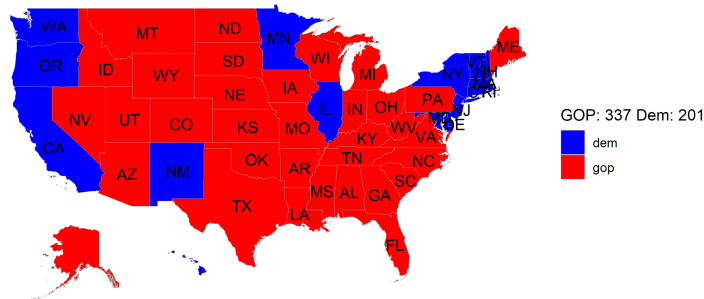 WA
MT
ND
MN
ME
VT
NH
OR
ID
SD
WI
MI
NY
MA
WY
IA
PA
NJ
NE
NV
UT
CO
IL
IN
OH
MD
DE
CA
KS
MO
WV
VA
KY
AZ
NM
OK
AR
TN
NC
SC
TX
LA
MS
AL
GA
FL
GOP: 337 Dem: 201
dem
gop